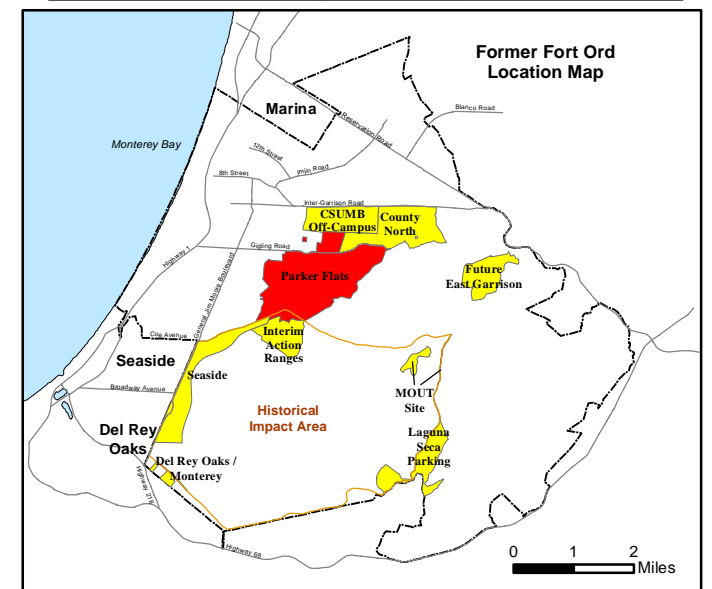 Former Fort Ord
Location Map
Marina
Blanco Road
Reservation Road
Monterey Bay
12th Street
Imjin Road
8th Street
Inter-Garrison Road
CSUMB
Off-Campus
County
North
Gigling Road
Highway 1
Parker Flats
Future
East Garrison
General Jim Moore Boulevard
Coe Avenue
Interim
Action
Ranges
Seaside
Seaside
Broadway Avenue
MOUT
Site
Historical
Impact Area
Del Rey
Oaks
Laguna
Seca
Parking
Del Rey Oaks /
Monterey
Highway 218
Highway 68
0 1 2
Miles